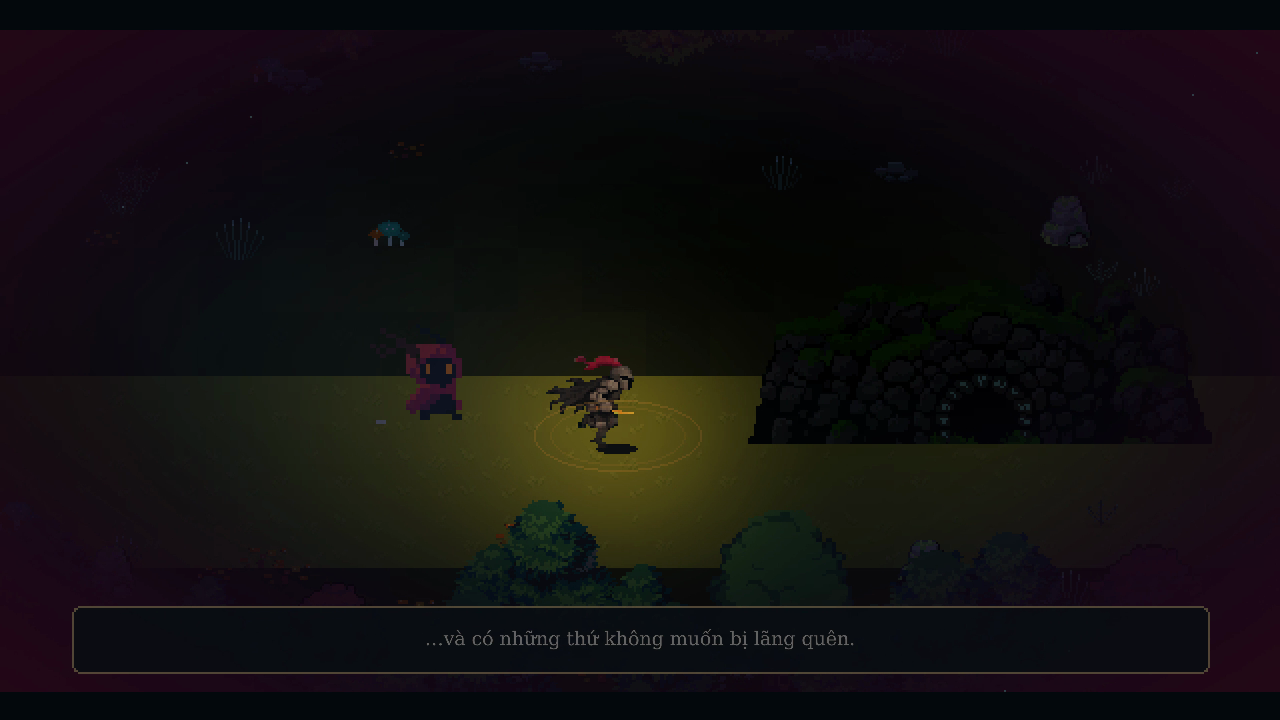 ...và có những thứ không muốn bị lãng quên.